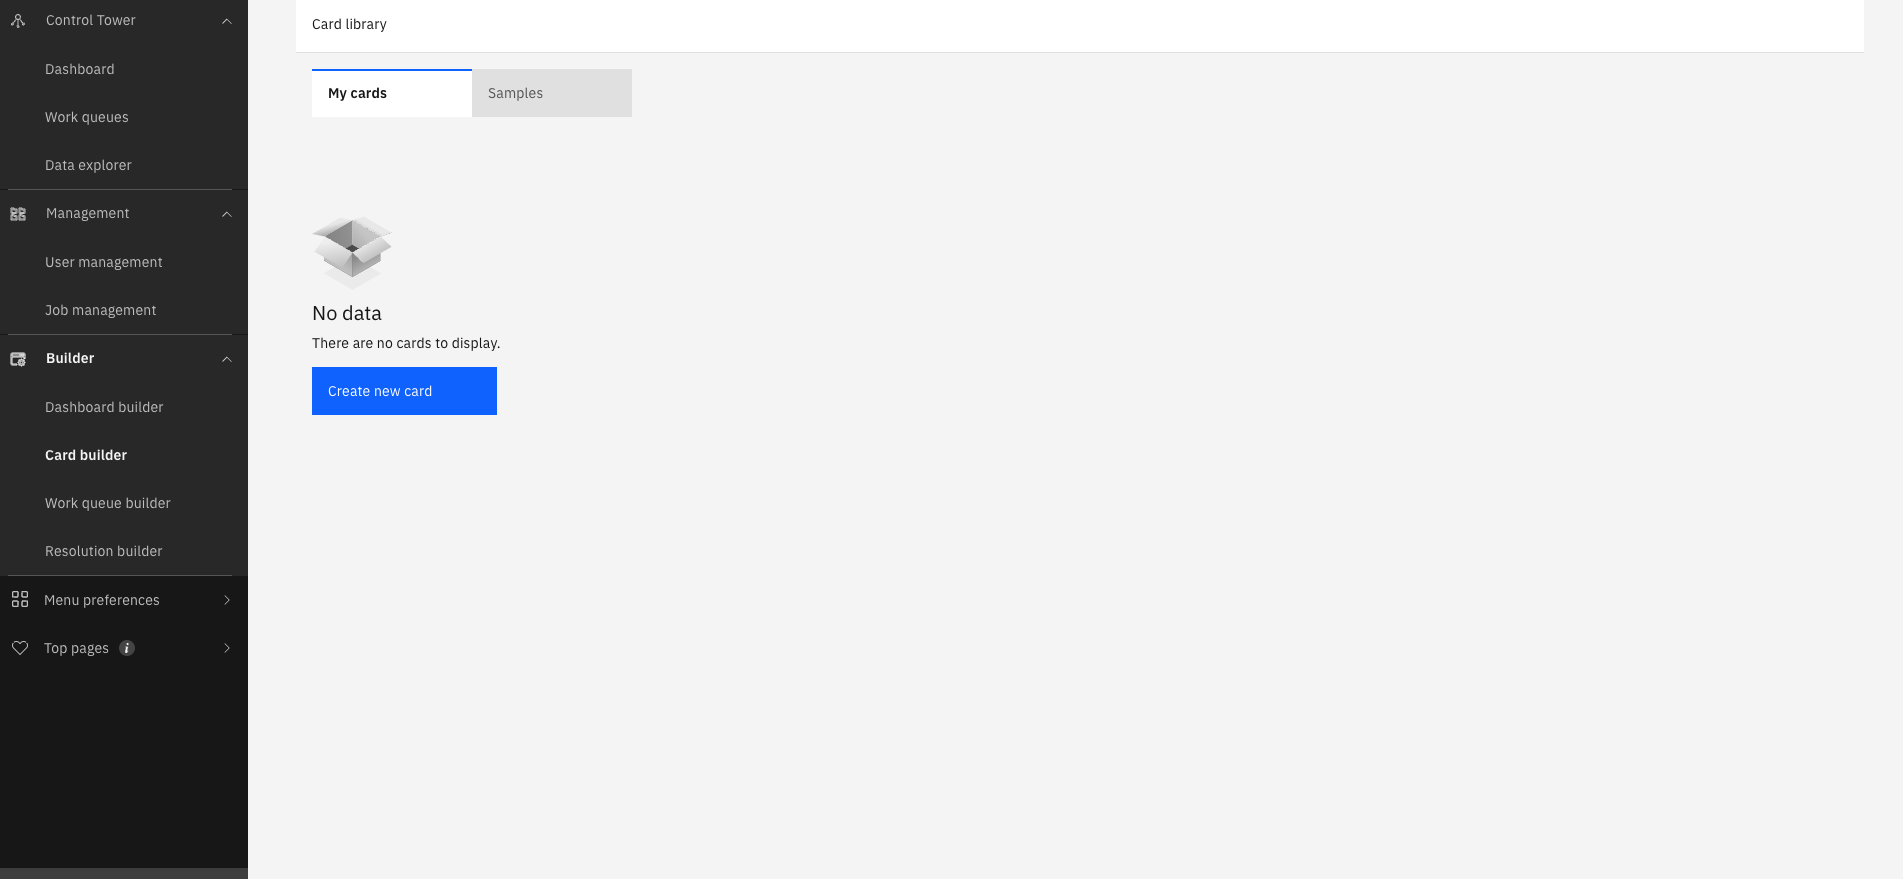 Control Tower
Dashboard
Work queues
Data explorer
Management
User management
Job management
Builder
Dashboard builder
Card builder
Work queue builder
Resolution builder
Menu preferences
Top pages i
Card library
My cards
Samples
No data
There are no cards to display.
Create new card